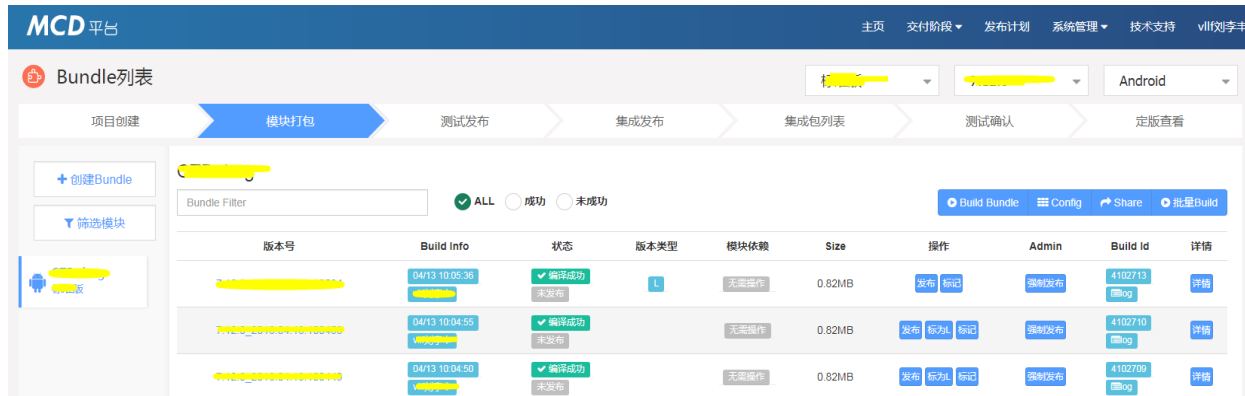 MCD 平台 主页 交付阶段 发布计划 系统管理 技术支持 vllf刘李丰
Bundle列表 Android
项目创建 模块打包 测试发布 集成发布 集成包列表 测试确认 定版查看
+ 创建Bundle
筛选模块
Bundle Filter ALL 成功 未成功 Build Bundle Config Share 批量Build
版本号 Build Info 状态 版本类型 模块依赖 Size 操作 Admin Build Id 详情
04/13 10:05:36 编译成功 未发布 L 无需操作 0.82MB 发布 标记 强制发布 4102713 log 详情
04/13 10:04:55 编译成功 未发布 无需操作 0.82MB 发布 标为L 标记 强制发布 4102710 log 详情
04/13 10:04:50 编译成功 未发布 无需操作 0.82MB 发布 标为L 标记 强制发布 4102709 log 详情